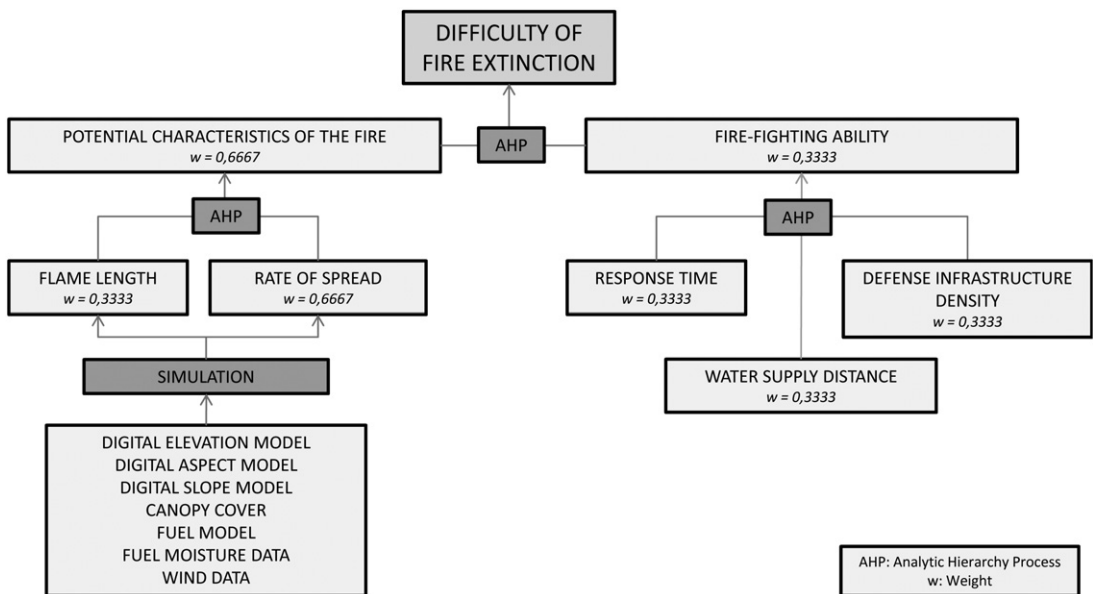 DIFFICULTY OF
FIRE EXTINCTION
POTENTIAL CHARACTERISTICS OF THE FIRE
w = 0,6667
AHP
FIRE-FIGHTING ABILITY
w = 0,3333
AHP
AHP
FLAME LENGTH
w = 0,3333
RATE OF SPREAD
w = 0,6667
RESPONSE TIME
w = 0,3333
DEFENSE INFRASTRUCTURE
DENSITY
w = 0,3333
SIMULATION
WATER SUPPLY DISTANCE
w = 0,3333
DIGITAL ELEVATION MODEL
DIGITAL ASPECT MODEL
DIGITAL SLOPE MODEL
CANOPY COVER
FUEL MODEL
FUEL MOISTURE DATA
WIND DATA
AHP: Analytic Hierarchy Process
w: Weight